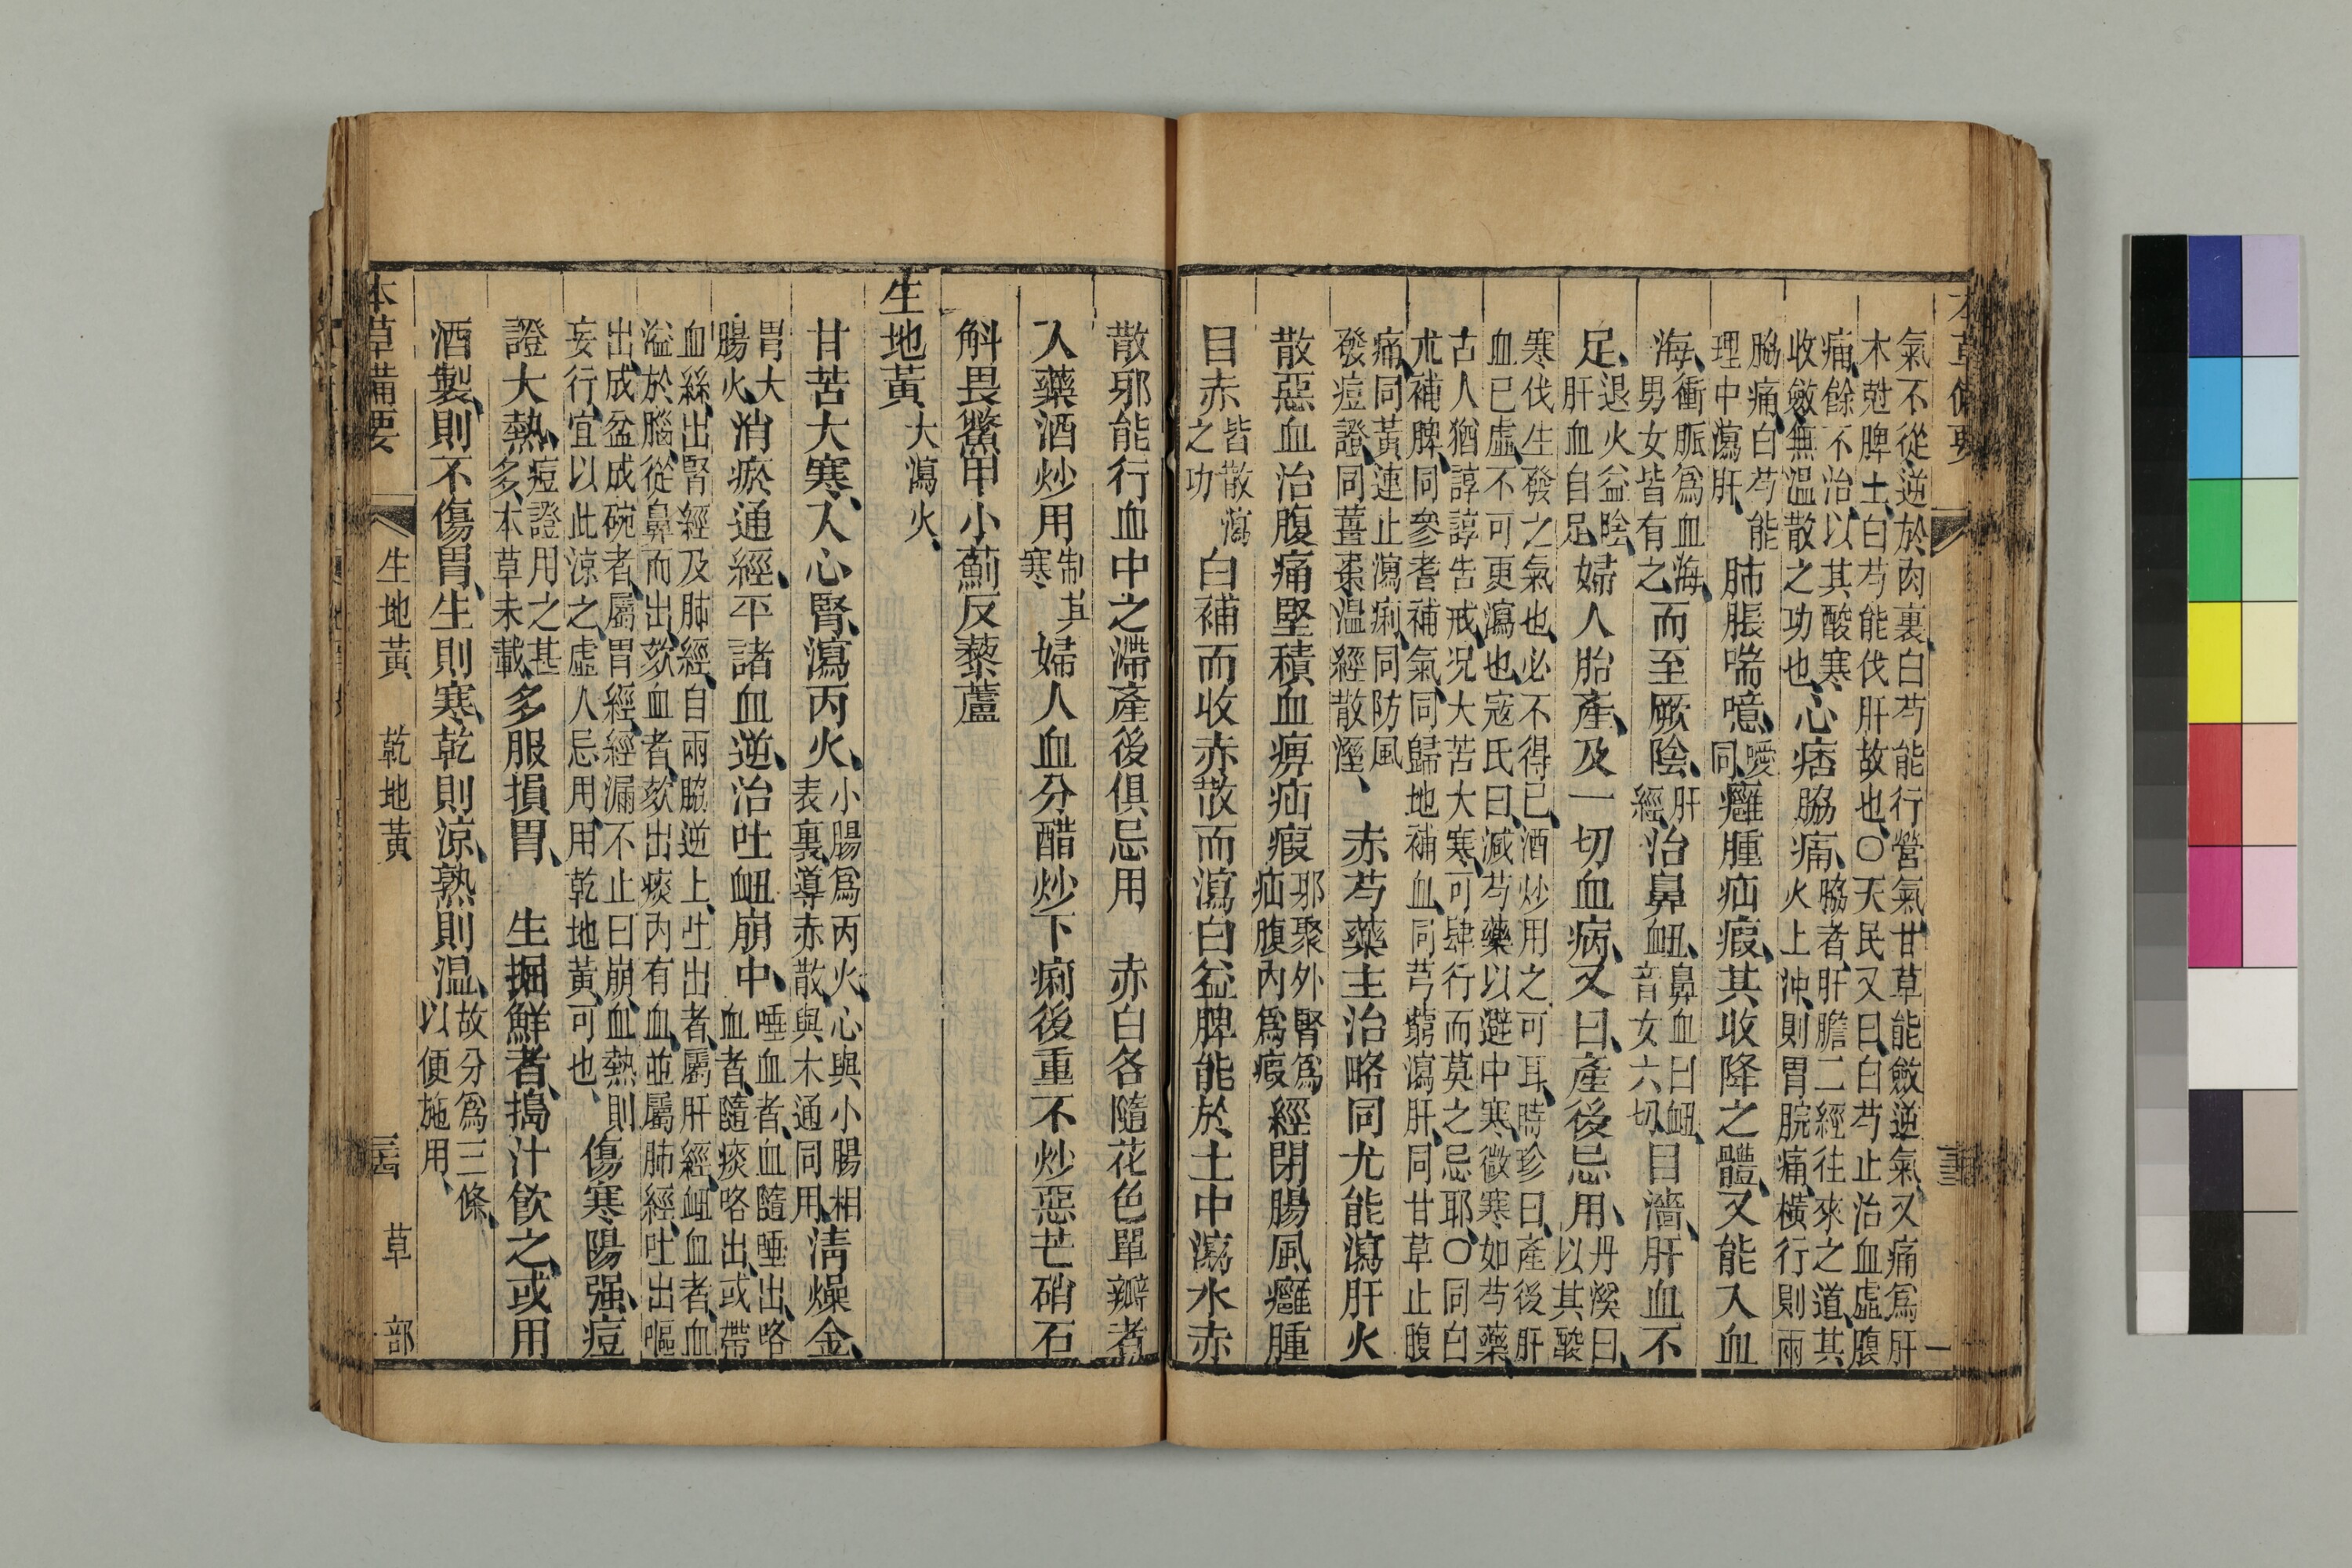 本草備要
氣不從、逆於肉裏、白芍能行營氣、甘草能斂逆氣、又痛爲肝
木尅脾土、白芍能伐肝故也、〇天民又曰白芍止治血虛腹
痛、餘不治、以其酸寒收斂、無溫散之功也、心痞脇痛、脇者、肝膽二經往來之道、其火上冲、則胃脘痛、橫行則兩
脇痛、白芍能理中瀉肝、肺脹喘噫、噯同、癰腫疝瘕、其收降之體、又能入血
海、衝脈爲血海、男女皆有之而至厥陰、肝經治鼻衄、鼻血曰衄、音女六切、目濇、肝血不
足、退火益陰、肝血自足、婦人胎產、及一切血病、又曰、產後忌用、丹溪曰、以其酸
寒伐生發之氣也、必不得已、酒炒用之可耳、時珍曰、產後肝
血已虛、不可更瀉也、寇氏曰、減芍藥以避中寒、微寒如芍藥、
古人猶諄諄告戒、况大苦大寒、可肆行而莫之忌耶、〇同白
朮補脾、同參耆補氣、同歸地補血、同芎藭瀉肝、同甘草止腹
痛、同黃連止瀉痢、同防風發痘證、同薑棗溫經散溼、赤芍藥主治略同尤能瀉肝火
散惡血治腹痛堅積血痹疝瘕邪聚外腎爲疝腹內爲瘕經閉腸風癰腫
目赤皆散瀉之功白補而收赤散而瀉白益脾能於土中瀉水赤
散邪能行血中之滯產後俱忌用 赤白各隨花色單瓣者
入藥酒炒用制其寒婦人血分醋炒下痢後重不炒惡芒硝石
斛畏鱉甲小薊反藜蘆
生地黃大瀉火、
甘苦大寒、入心腎、瀉丙火、小腸爲丙火、心與小腸相表裏、導赤散與木通同用、清燥金、
胃大腸火、消瘀通經、平諸血逆、治吐衄崩中、唾血者、血隨唾出、咯血者、隨痰咯出、或帶
血絲、出腎經及肺經、自兩脇逆上、吐出者、屬肝經、衄血者、血
溢於腦、從鼻而出、欬血者、欬出痰內有血、並屬肺經、吐出嘔
出、成盆成碗者、屬胃經、經漏不止曰崩、血熱則妄行、宜以此涼之、虛人忌用、用乾地黃可也、傷寒陽强、痘
證大熱、痘證用之甚多、本草未載、多服損胃、 生掘鮮者、搗汁飲之、或用
酒製、則不傷胃、生則寒、乾則涼、熟則溫、故分爲三條、以便施用、
本草備要 生地黃 乾地黃 草部